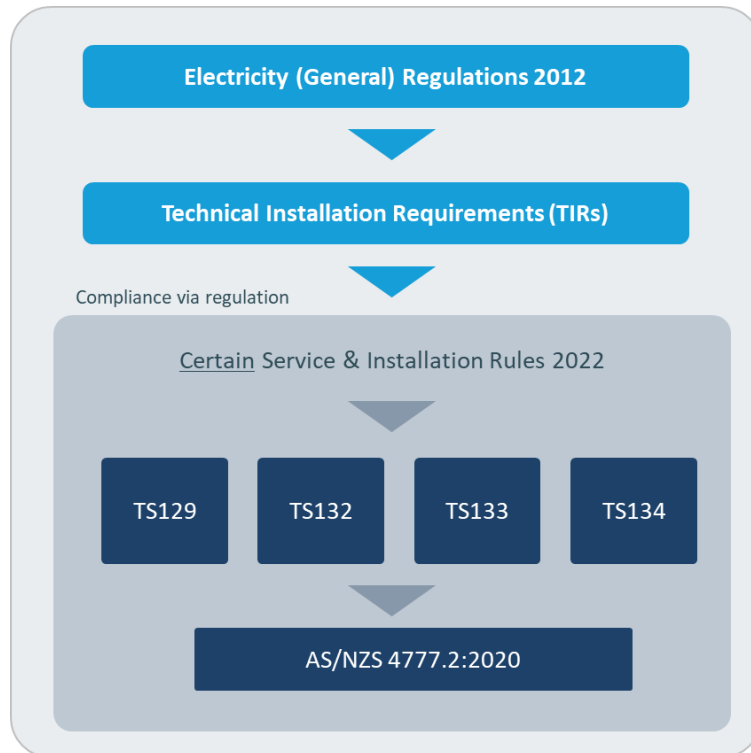 Electricity (General) Regulations 2012
Technical Installation Requirements (TIRs)
Compliance via regulation
Certain Service & Installation Rules 2022
TS129
TS132
TS133
TS134
AS/NZS 4777.2:2020